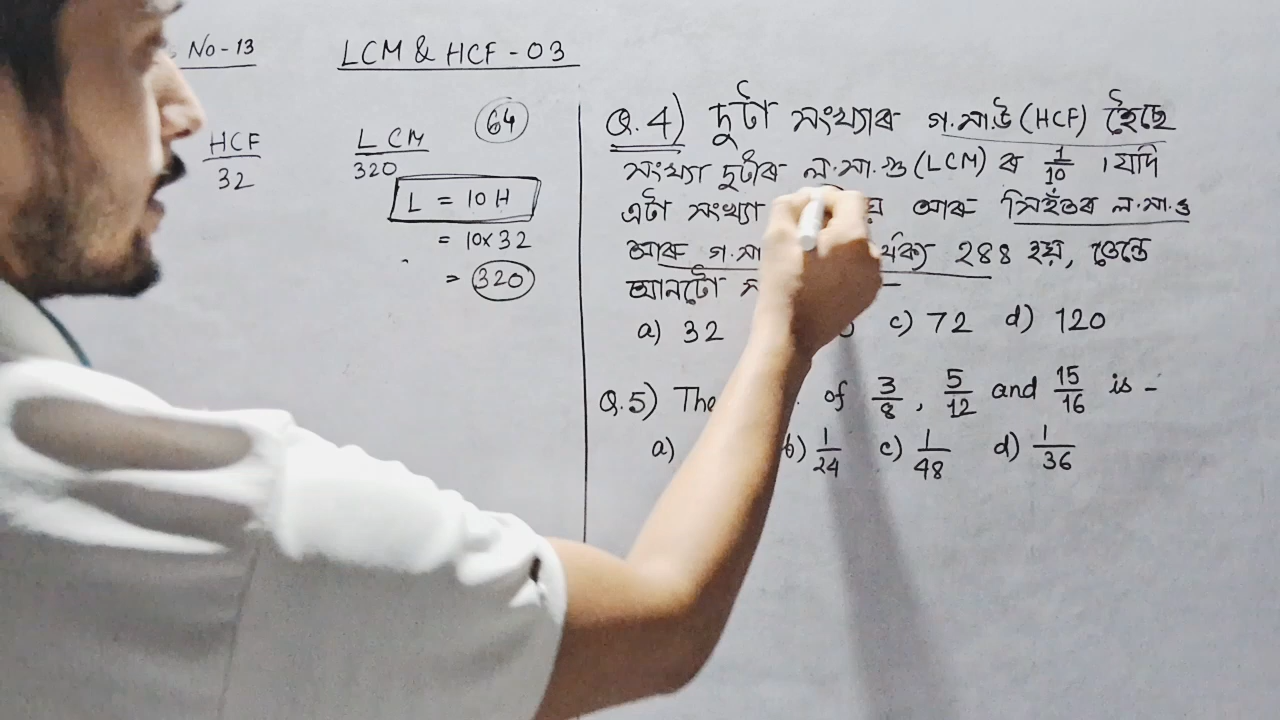 No-13
LCM & HCF-03
HCF
32
LCM
320
64
L = 10H
= 10x32
= 320
Q.4) দুটা সংখ্যাৰ গ.সা.উ (HCF) হৈছে
সংখ্যা দুটাৰ ল.সা.গু (LCM) ৰ 1/10 । যদি
এটা সংখ্যা আৰু সিহঁতৰ ল.সা.গু
আৰু গ.সা 288 হয়, তেন্তে
আনটো
a) 32 c) 72 d) 120
Q.5) The of 3/8, 5/12 and 15/16 is -
a) b) 1/24 c) 1/48 d) 1/36